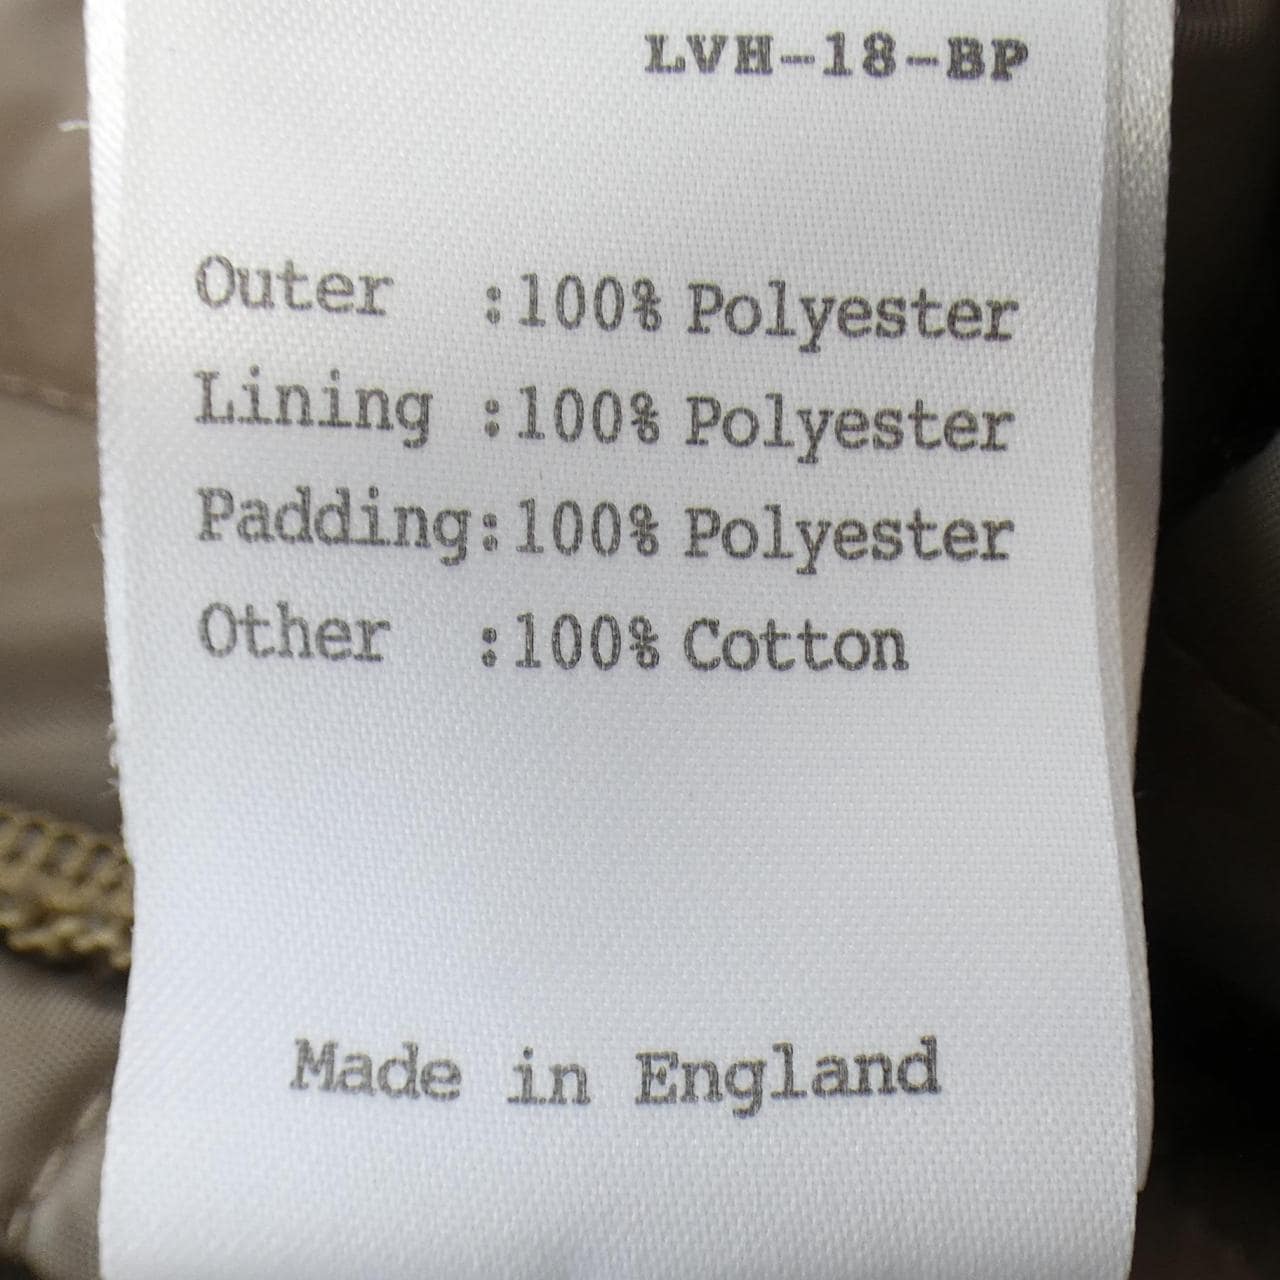 LVH-18-BP
Outer :100% Polyester
Lining :100% Polyester
Padding:100% Polyester
Other :100% Cotton
Made in England